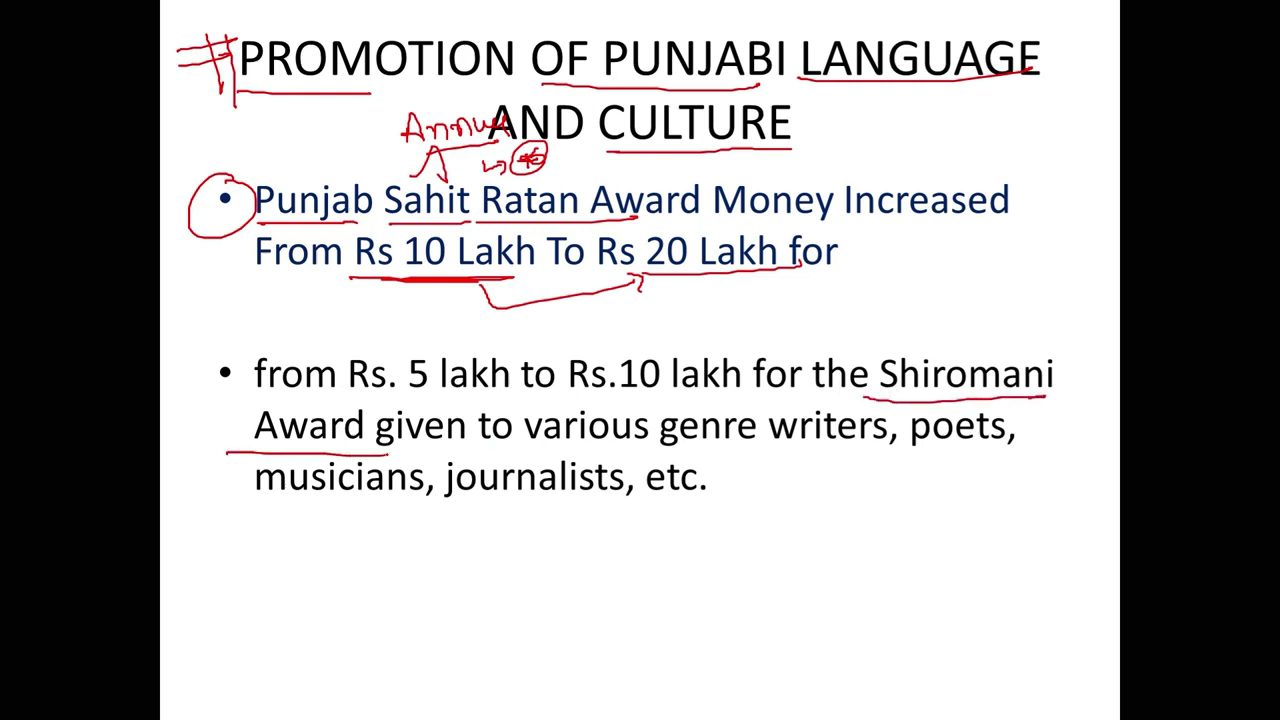 PROMOTION OF PUNJABI LANGUAGE
AND CULTURE
Annual
• Punjab Sahit Ratan Award Money Increased
From Rs 10 Lakh To Rs 20 Lakh for
• from Rs. 5 lakh to Rs.10 lakh for the Shiromani
Award given to various genre writers, poets,
musicians, journalists, etc.